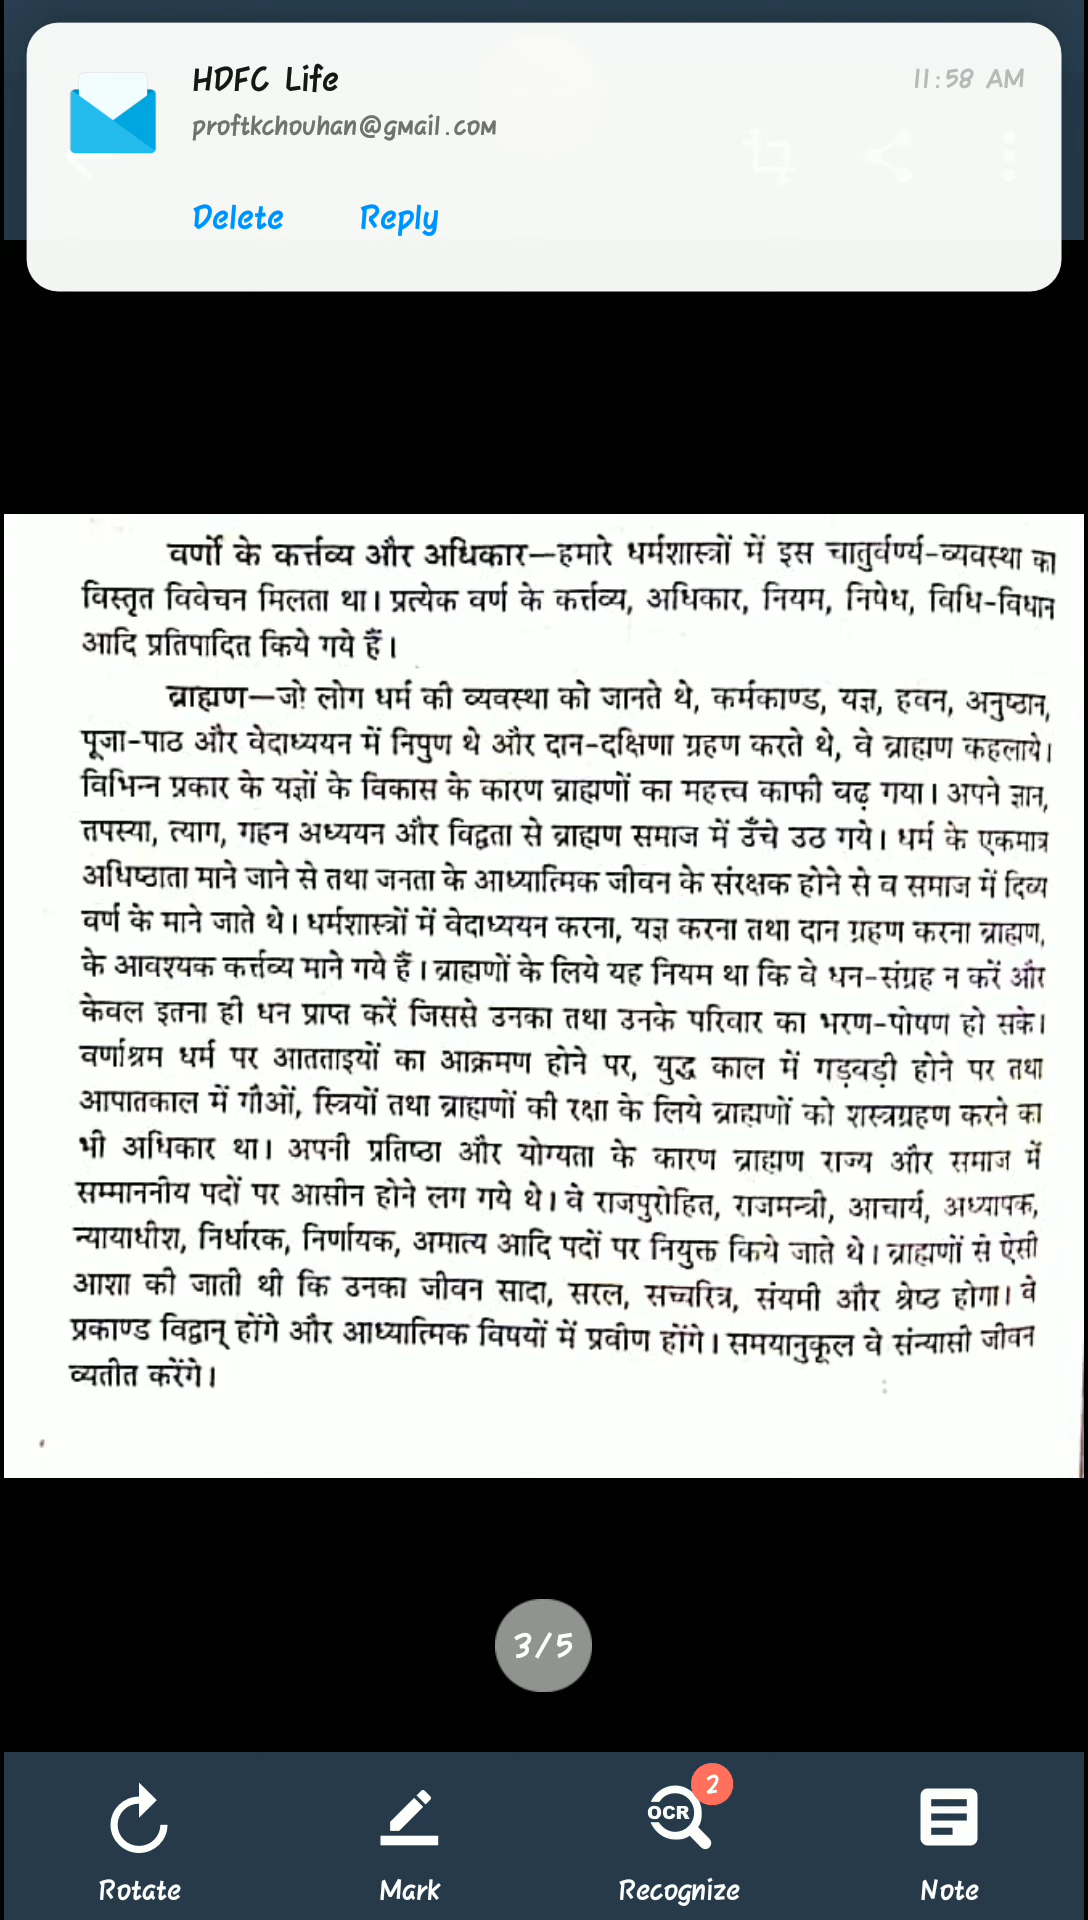 HDFC Life
11:58 AM
proftkchouhan@gmail.com
Delete Reply
वर्णों के कर्त्तव्य और अधिकार—हमारे धर्मशास्त्रों में इस चातुर्वर्ण्य-व्यवस्था का
विस्तृत विवेचन मिलता था। प्रत्येक वर्ण के कर्त्तव्य, अधिकार, नियम, निषेध, विधि-विधान
आदि प्रतिपादित किये गये हैं।
ब्राह्मण—जो लोग धर्म की व्यवस्था को जानते थे, कर्मकाण्ड, यज्ञ, हवन, अनुष्ठान,
पूजा-पाठ और वेदाध्ययन में निपुण थे और दान-दक्षिणा ग्रहण करते थे, वे ब्राह्मण कहलाये।
विभिन्न प्रकार के यज्ञों के विकास के कारण ब्राह्मणों का महत्त्व काफी बढ़ गया। अपने ज्ञान,
तपस्या, त्याग, गहन अध्ययन और विद्वता से ब्राह्मण समाज में उँचे उठ गये। धर्म के एकमात्र
अधिष्ठाता माने जाने से तथा जनता के आध्यात्मिक जीवन के संरक्षक होने से व समाज में दिव्य
वर्ण के माने जाते थे। धर्मशास्त्रों में वेदाध्ययन करना, यज्ञ करना तथा दान ग्रहण करना ब्राह्मण,
के आवश्यक कर्त्तव्य माने गये हैं। ब्राह्मणों के लिये यह नियम था कि वे धन-संग्रह न करें और
केवल इतना ही धन प्राप्त करें जिससे उनका तथा उनके परिवार का भरण-पोषण हो सके।
वर्णाश्रम धर्म पर आतताइयों का आक्रमण होने पर, युद्ध काल में गड़बड़ी होने पर तथा
आपातकाल में गौओं, स्त्रियों तथा ब्राह्मणों की रक्षा के लिये ब्राह्मणों को शस्त्रग्रहण करने का
भी अधिकार था। अपनी प्रतिष्ठा और योग्यता के कारण ब्राह्मण राज्य और समाज में
सम्माननीय पदों पर आसीन होने लग गये थे। वे राजपुरोहित, राजमन्त्री, आचार्य, अध्यापक,
न्यायाधीश, निर्धारक, निर्णायक, अमात्य आदि पदों पर नियुक्त किये जाते थे। ब्राह्मणों से ऐसी
आशा की जाती थी कि उनका जीवन सादा, सरल, सच्चरित्र, संयमी और श्रेष्ठ होगा। वे
प्रकाण्ड विद्वान् होंगे और आध्यात्मिक विषयों में प्रवीण होंगे। समयानुकूल वे संन्यासी जीवन
व्यतीत करेंगे।
3/5
2
OCR
Rotate Mark Recognize Note